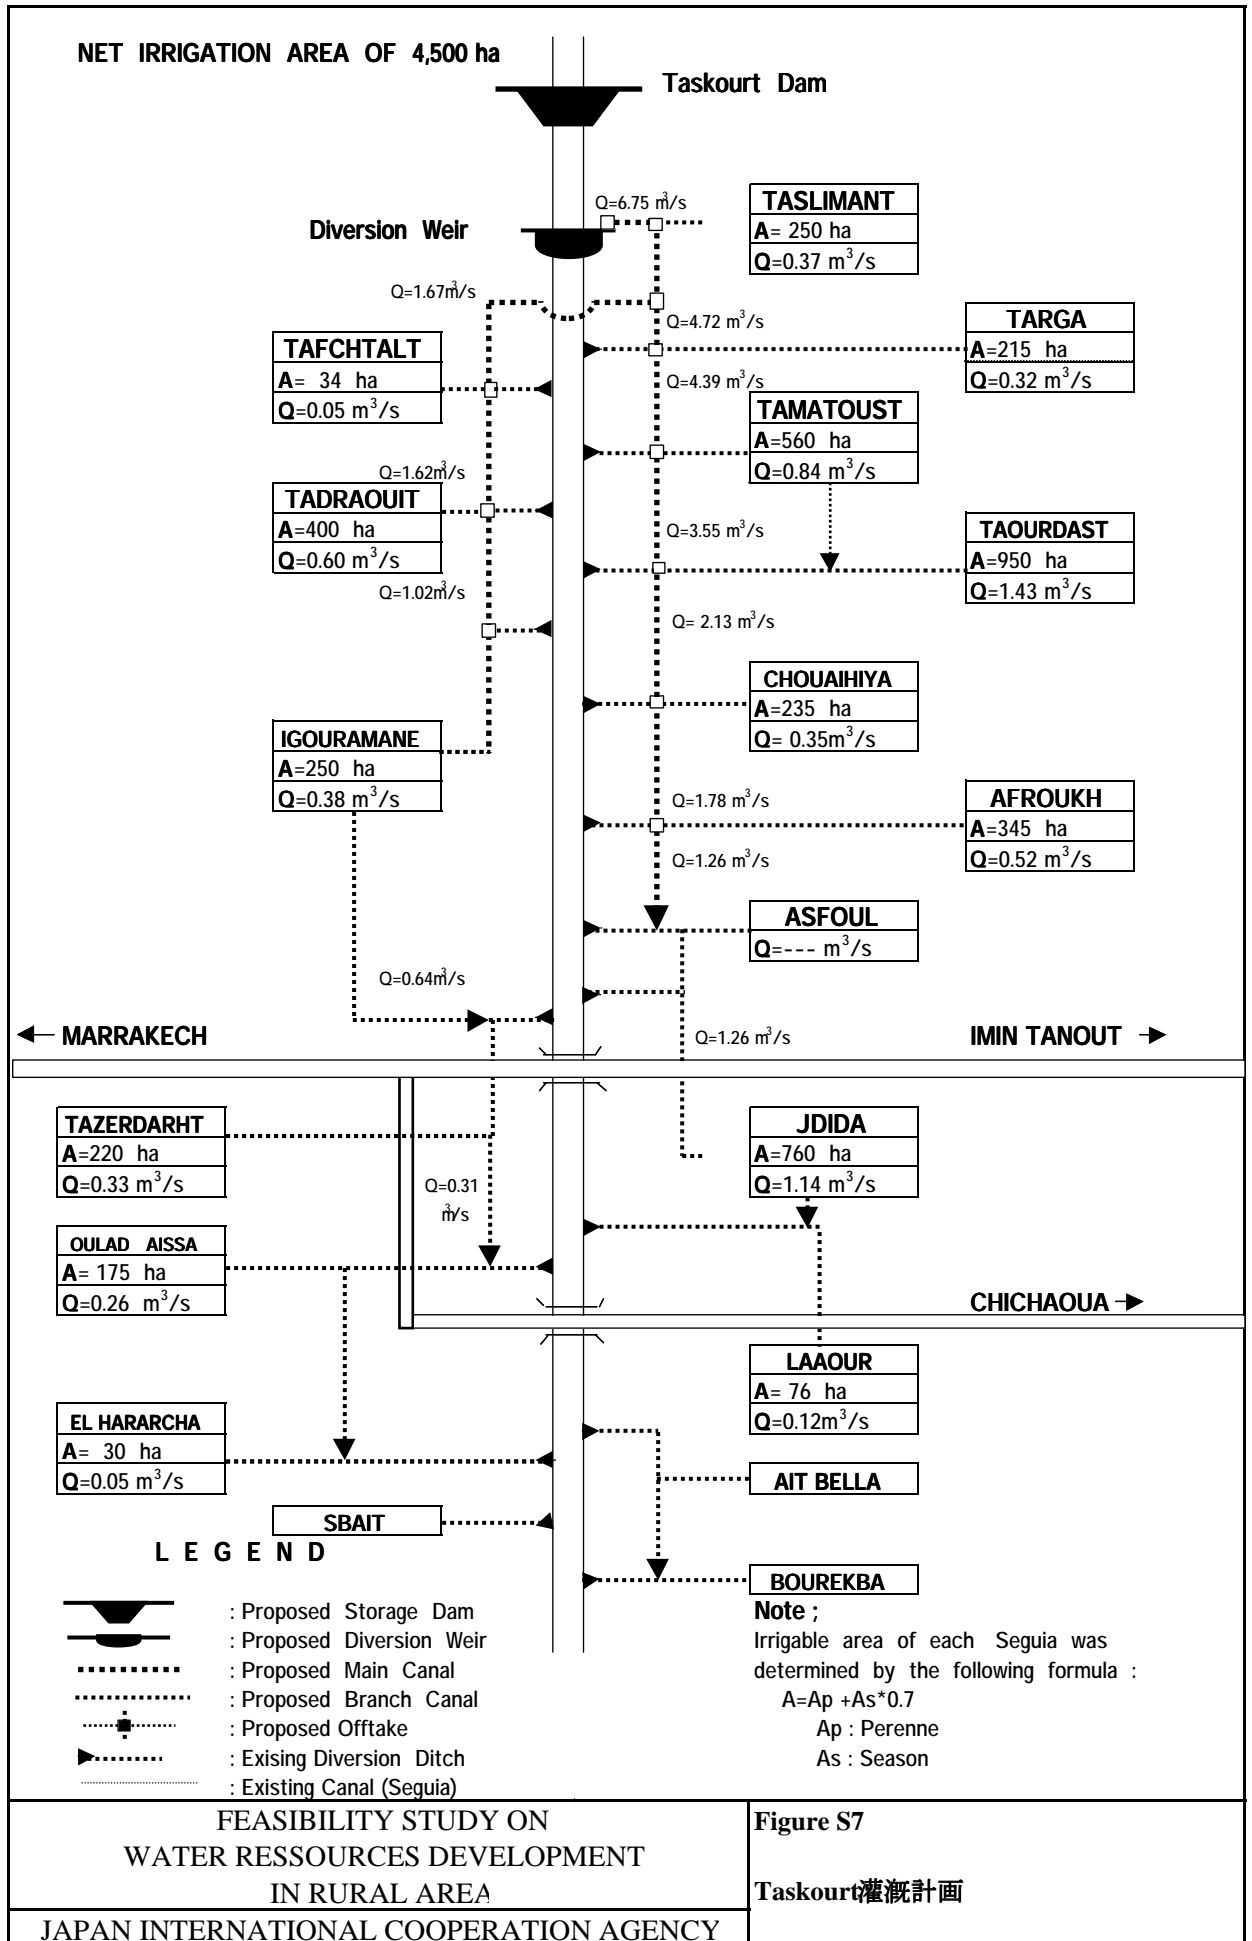 NET IRRIGATION AREA OF 4,500 ha
Taskourt Dam
Q=6.75 m³/s
Diversion Weir
TASLIMANT
A= 250 ha
Q=0.37 m³/s
Q=1.67m³/s
Q=4.72 m³/s
TARGA
A=215 ha
Q=0.32 m³/s
TAFCHTALT
A= 34 ha
Q=0.05 m³/s
Q=4.39 m³/s
TAMATOUST
A=560 ha
Q=0.84 m³/s
Q=1.62m³/s
TADRAOUIT
A=400 ha
Q=0.60 m³/s
Q=3.55 m³/s
TAOURDAST
A=950 ha
Q=1.43 m³/s
Q=1.02m³/s
Q= 2.13 m³/s
CHOUAIHIYA
A=235 ha
Q= 0.35m³/s
IGOURAMANE
A=250 ha
Q=0.38 m³/s
Q=1.78 m³/s
AFROUKH
A=345 ha
Q=0.52 m³/s
Q=1.26 m³/s
ASFOUL
Q=--- m³/s
Q=0.64m³/s
MARRAKECH
Q=1.26 m³/s
IMIN TANOUT
TAZERDARHT
A=220 ha
Q=0.33 m³/s
JDIDA
A=760 ha
Q=1.14 m³/s
Q=0.31
m³/s
OULAD AISSA
A= 175 ha
Q=0.26 m³/s
CHICHAOUA
LAAOUR
A= 76 ha
Q=0.12m³/s
EL HARARCHA
A= 30 ha
Q=0.05 m³/s
AIT BELLA
SBAIT
BOUREKBA
LEGEND
: Proposed Storage Dam
: Proposed Diversion Weir
: Proposed Main Canal
: Proposed Branch Canal
: Proposed Offtake
: Exising Diversion Ditch
: Existing Canal (Seguia)
Note ;
Irrigable area of each Seguia was
determined by the following formula :
A=Ap +As*0.7
Ap : Perenne
As : Season
FEASIBILITY STUDY ON
WATER RESSOURCES DEVELOPMENT
IN RURAL AREA
JAPAN INTERNATIONAL COOPERATION AGENCY
Figure S7
Taskourt灌漑計画